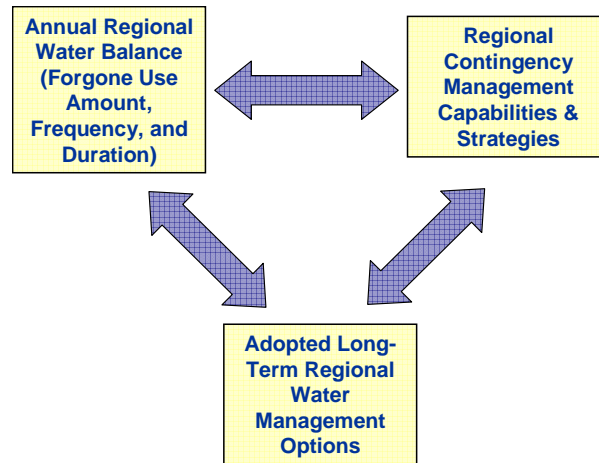 Annual Regional
Water Balance
(Forgone Use
Amount,
Frequency, and
Duration)
Regional
Contingency
Management
Capabilities &
Strategies
Adopted Long-
Term Regional
Water
Management
Options